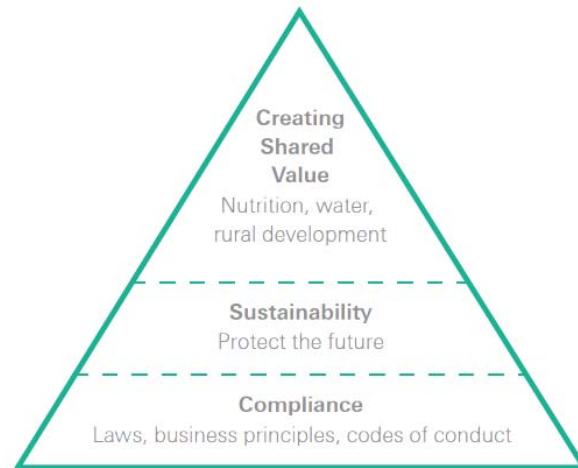 Creating
Shared
Value
Nutrition, water,
rural development
Sustainability
Protect the future
Compliance
Laws, business principles, codes of conduct